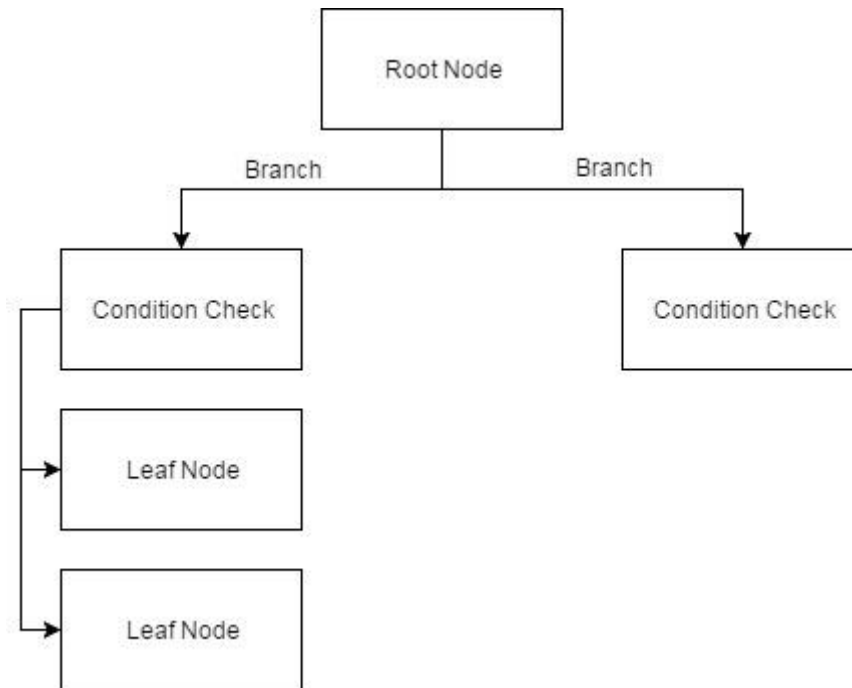 Root Node
Branch
Branch
Condition Check
Condition Check
Leaf Node
Leaf Node